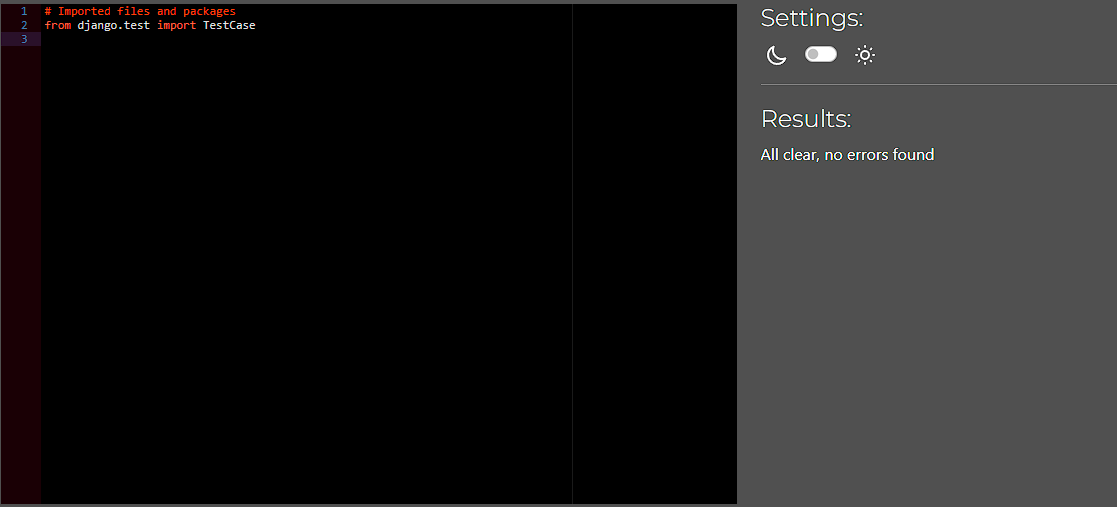 1 # Imported files and packages
2 from django.test import TestCase
3
Settings:
Results:
All clear, no errors found